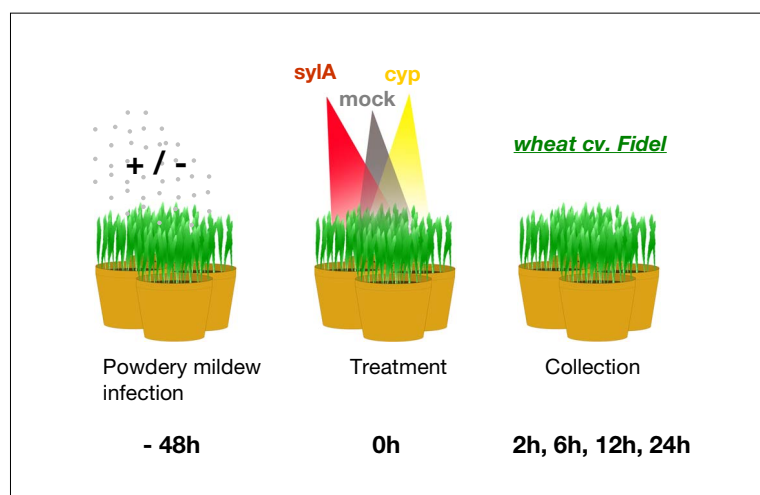 sylA
cyp
mock
+ / -
wheat cv. Fidel
Powdery mildew
infection
Treatment
Collection
- 48h
0h
2h, 6h, 12h, 24h